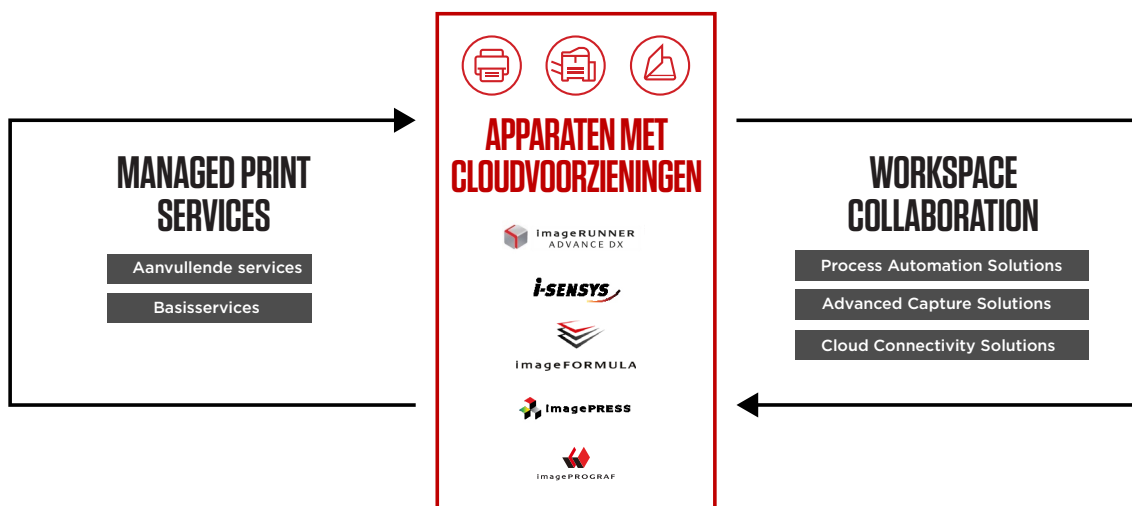 MANAGED PRINT
SERVICES
Aanvullende services
Basisservices
APPARATEN MET
CLOUDVOORZIENINGEN
imageRUNNER
ADVANCE DX
i-SENSYS
imageFORMULA
imagePRESS
imagePROGRAF
WORKSPACE
COLLABORATION
Process Automation Solutions
Advanced Capture Solutions
Cloud Connectivity Solutions